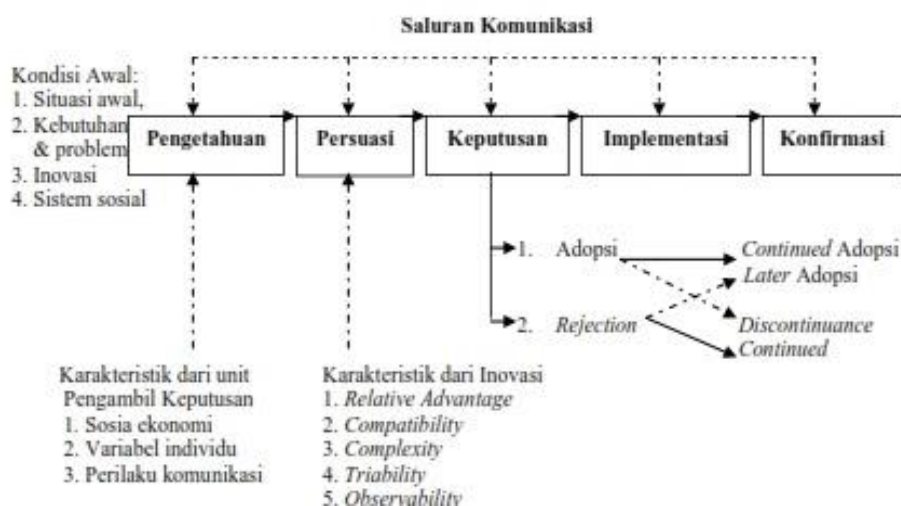 Saluran Komunikasi
Kondisi Awal:
1. Situasi awal,
2. Kebutuhan
& problem
3. Inovasi
4. Sistem sosial
Pengetahuan
Persuasi
Keputusan
Implementasi
Konfirmasi
1. Adopsi
Continued Adopsi
Later Adopsi
2. Rejection
Discontinuance
Continued
Karakteristik dari unit
Pengambil Keputusan
1. Sosia ekonomi
2. Variabel individu
3. Perilaku komunikasi
Karakteristik dari Inovasi
1. Relative Advantage
2. Compatibility
3. Complexity
4. Triability
5. Observability